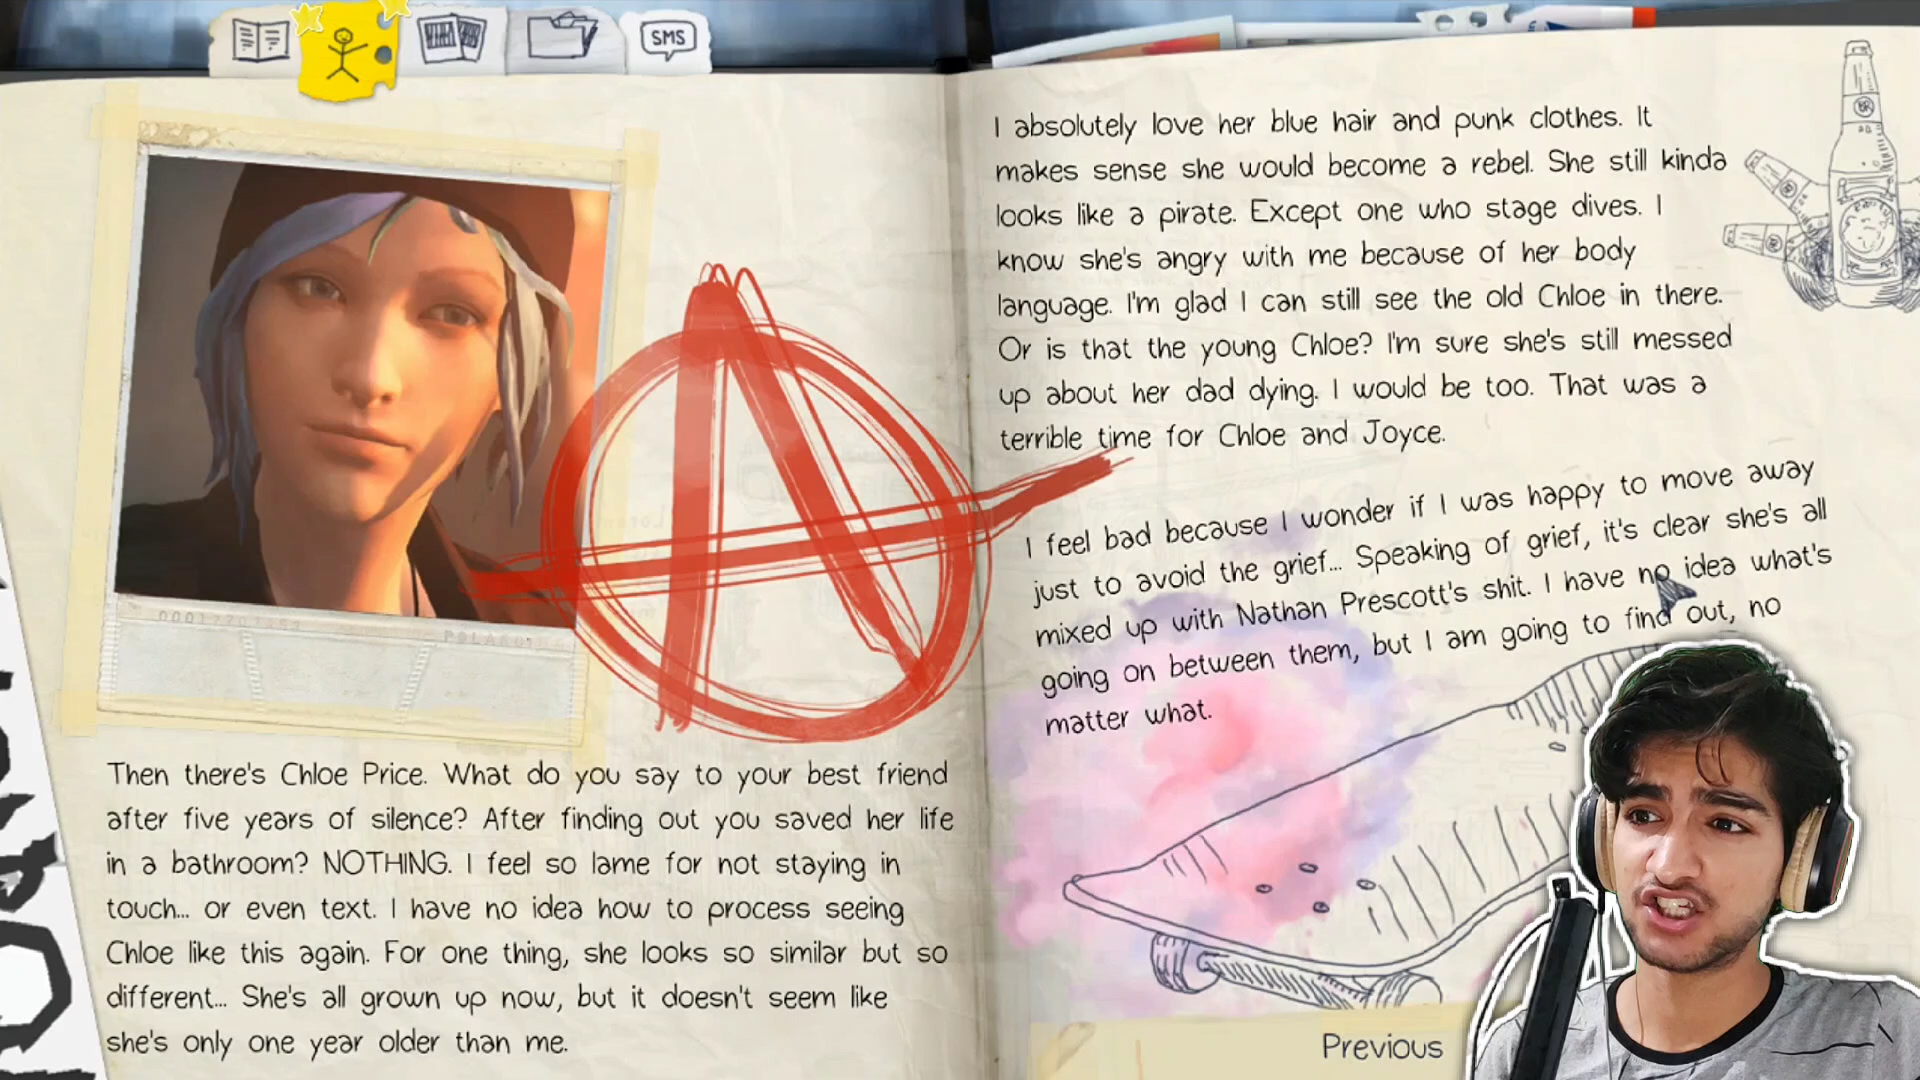 SMS
POLAROID
Then there's Chloe Price. What do you say to your best friend
after five years of silence? After finding out you saved her life
in a bathroom? NOTHING. I feel so lame for not staying in
touch... or even text. I have no idea how to process seeing
Chloe like this again. For one thing, she looks so similar but so
different... She's all grown up now, but it doesn't seem like
she's only one year older than me.
I absolutely love her blue hair and punk clothes. It
makes sense she would become a rebel. She still kinda
looks like a pirate. Except one who stage dives. I
know she's angry with me because of her body
language. I'm glad I can still see the old Chloe in there.
Or is that the young Chloe? I'm sure she's still messed
up about her dad dying. I would be too. That was a
terrible time for Chloe and Joyce.
I feel bad because I wonder if I was happy to move away
just to avoid the grief... Speaking of grief, it's clear she's all
mixed up with Nathan Prescott's shit. I have no idea what's
going on between them, but I am going to find out, no
matter what.
Previous